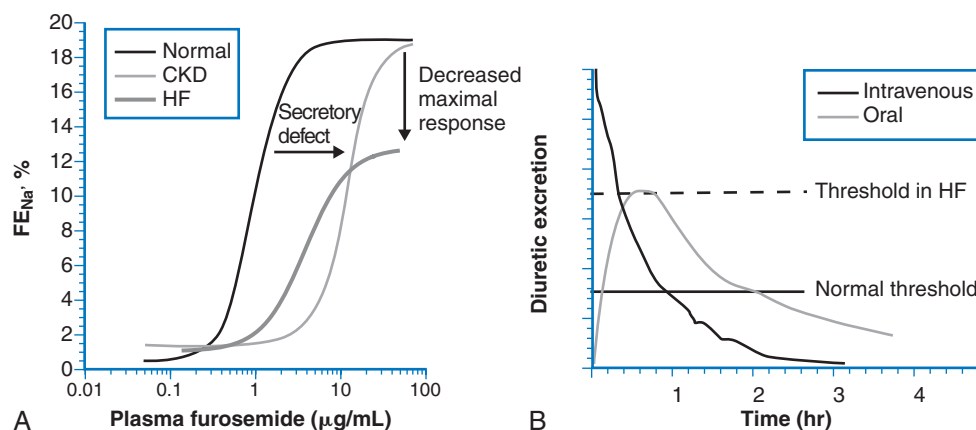 20
18
16
14
12
10
8
6
4
2
0
FE_Na, %
Normal
CKD
HF
Secretory
defect
Decreased
maximal
response
0.01
0.1
1
10
100
Plasma furosemide (μg/mL)
A
Diuretic excretion
Intravenous
Oral
Threshold in HF
Normal threshold
1
2
3
4
Time (hr)
B